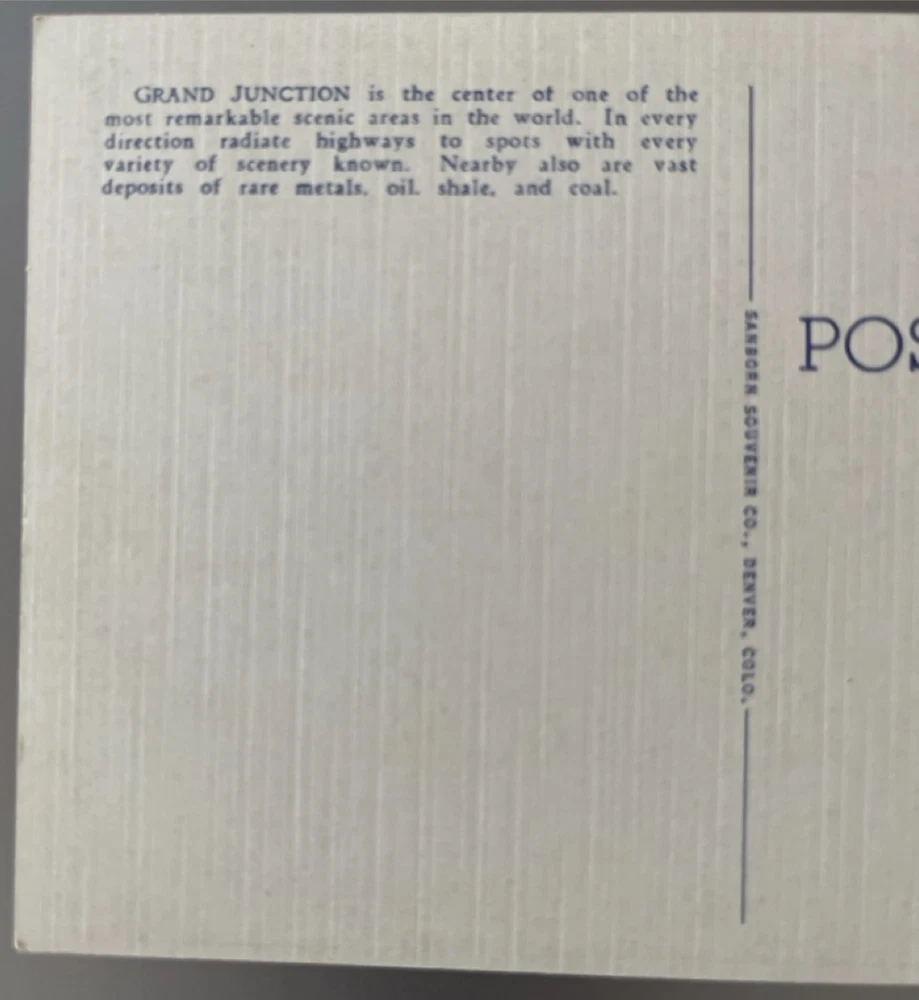 GRAND JUNCTION is the center of one of the
most remarkable scenic areas in the world. In every
direction radiate highways to spots with every
variety of scenery known. Nearby also are vast
deposits of rare metals, oil. shale, and coal.
SANBORN SOUVENIR CO., DENVER, COLO.
POS